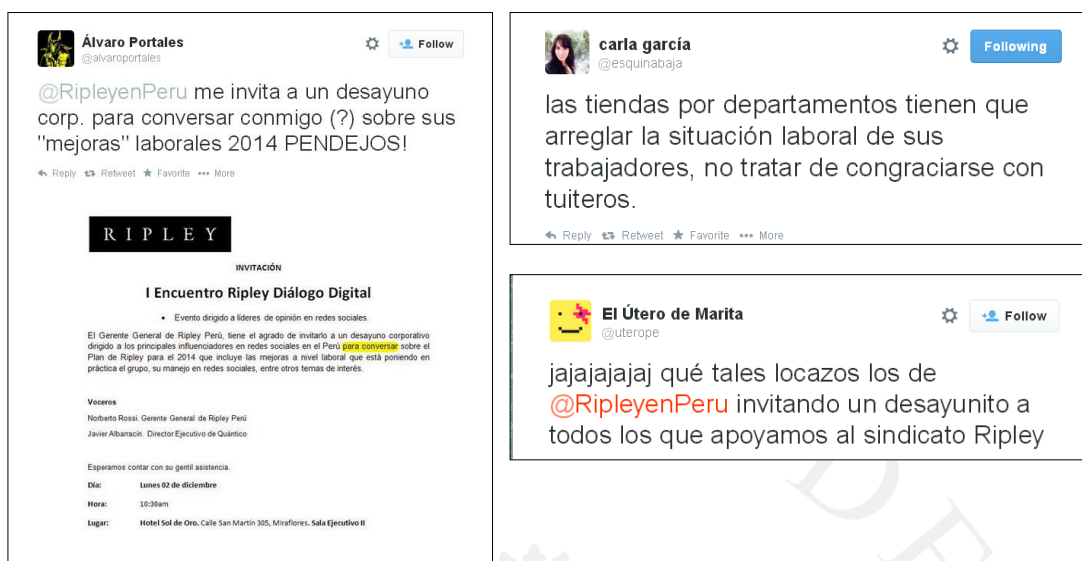 Álvaro Portales
@alvaroportales
Follow
@RipleyenPeru me invita a un desayuno
corp. para conversar conmigo (?) sobre sus
"mejoras" laborales 2014 PENDEJOS!
Reply Retweet Favorite More
RIPLEY
INVITACIÓN
I Encuentro Ripley Diálogo Digital
• Evento dirigido a líderes de opinión en redes sociales.
El Gerente General de Ripley Perú, tiene el agrado de invitarlo a un desayuno corporativo
dirigido a los principales influenciadores en redes sociales en el Perú para conversar sobre el
Plan de Ripley para el 2014 que incluye las mejoras a nivel laboral que está poniendo en
práctica el grupo, su manejo en redes sociales, entre otros temas de interés.
Voceros
Norberto Rossi. Gerente General de Ripley Perú
Javier Albarracín. Director Ejecutivo de Quántico
Esperamos contar con su gentil asistencia.
Día: Lunes 02 de diciembre
Hora: 10:30am
Lugar: Hotel Sol de Oro. Calle San Martín 305, Miraflores. Sala Ejecutivo II
carla garcía
@esquinabaja
Following
las tiendas por departamentos tienen que
arreglar la situación laboral de sus
trabajadores, no tratar de congraciarse con
tuiteros.
Reply Retweet Favorite More
El Útero de Marita
@uterope
Follow
jajajajajaj qué tales locazos los de
@RipleyenPeru invitando un desayunito a
todos los que apoyamos al sindicato Ripley
DE